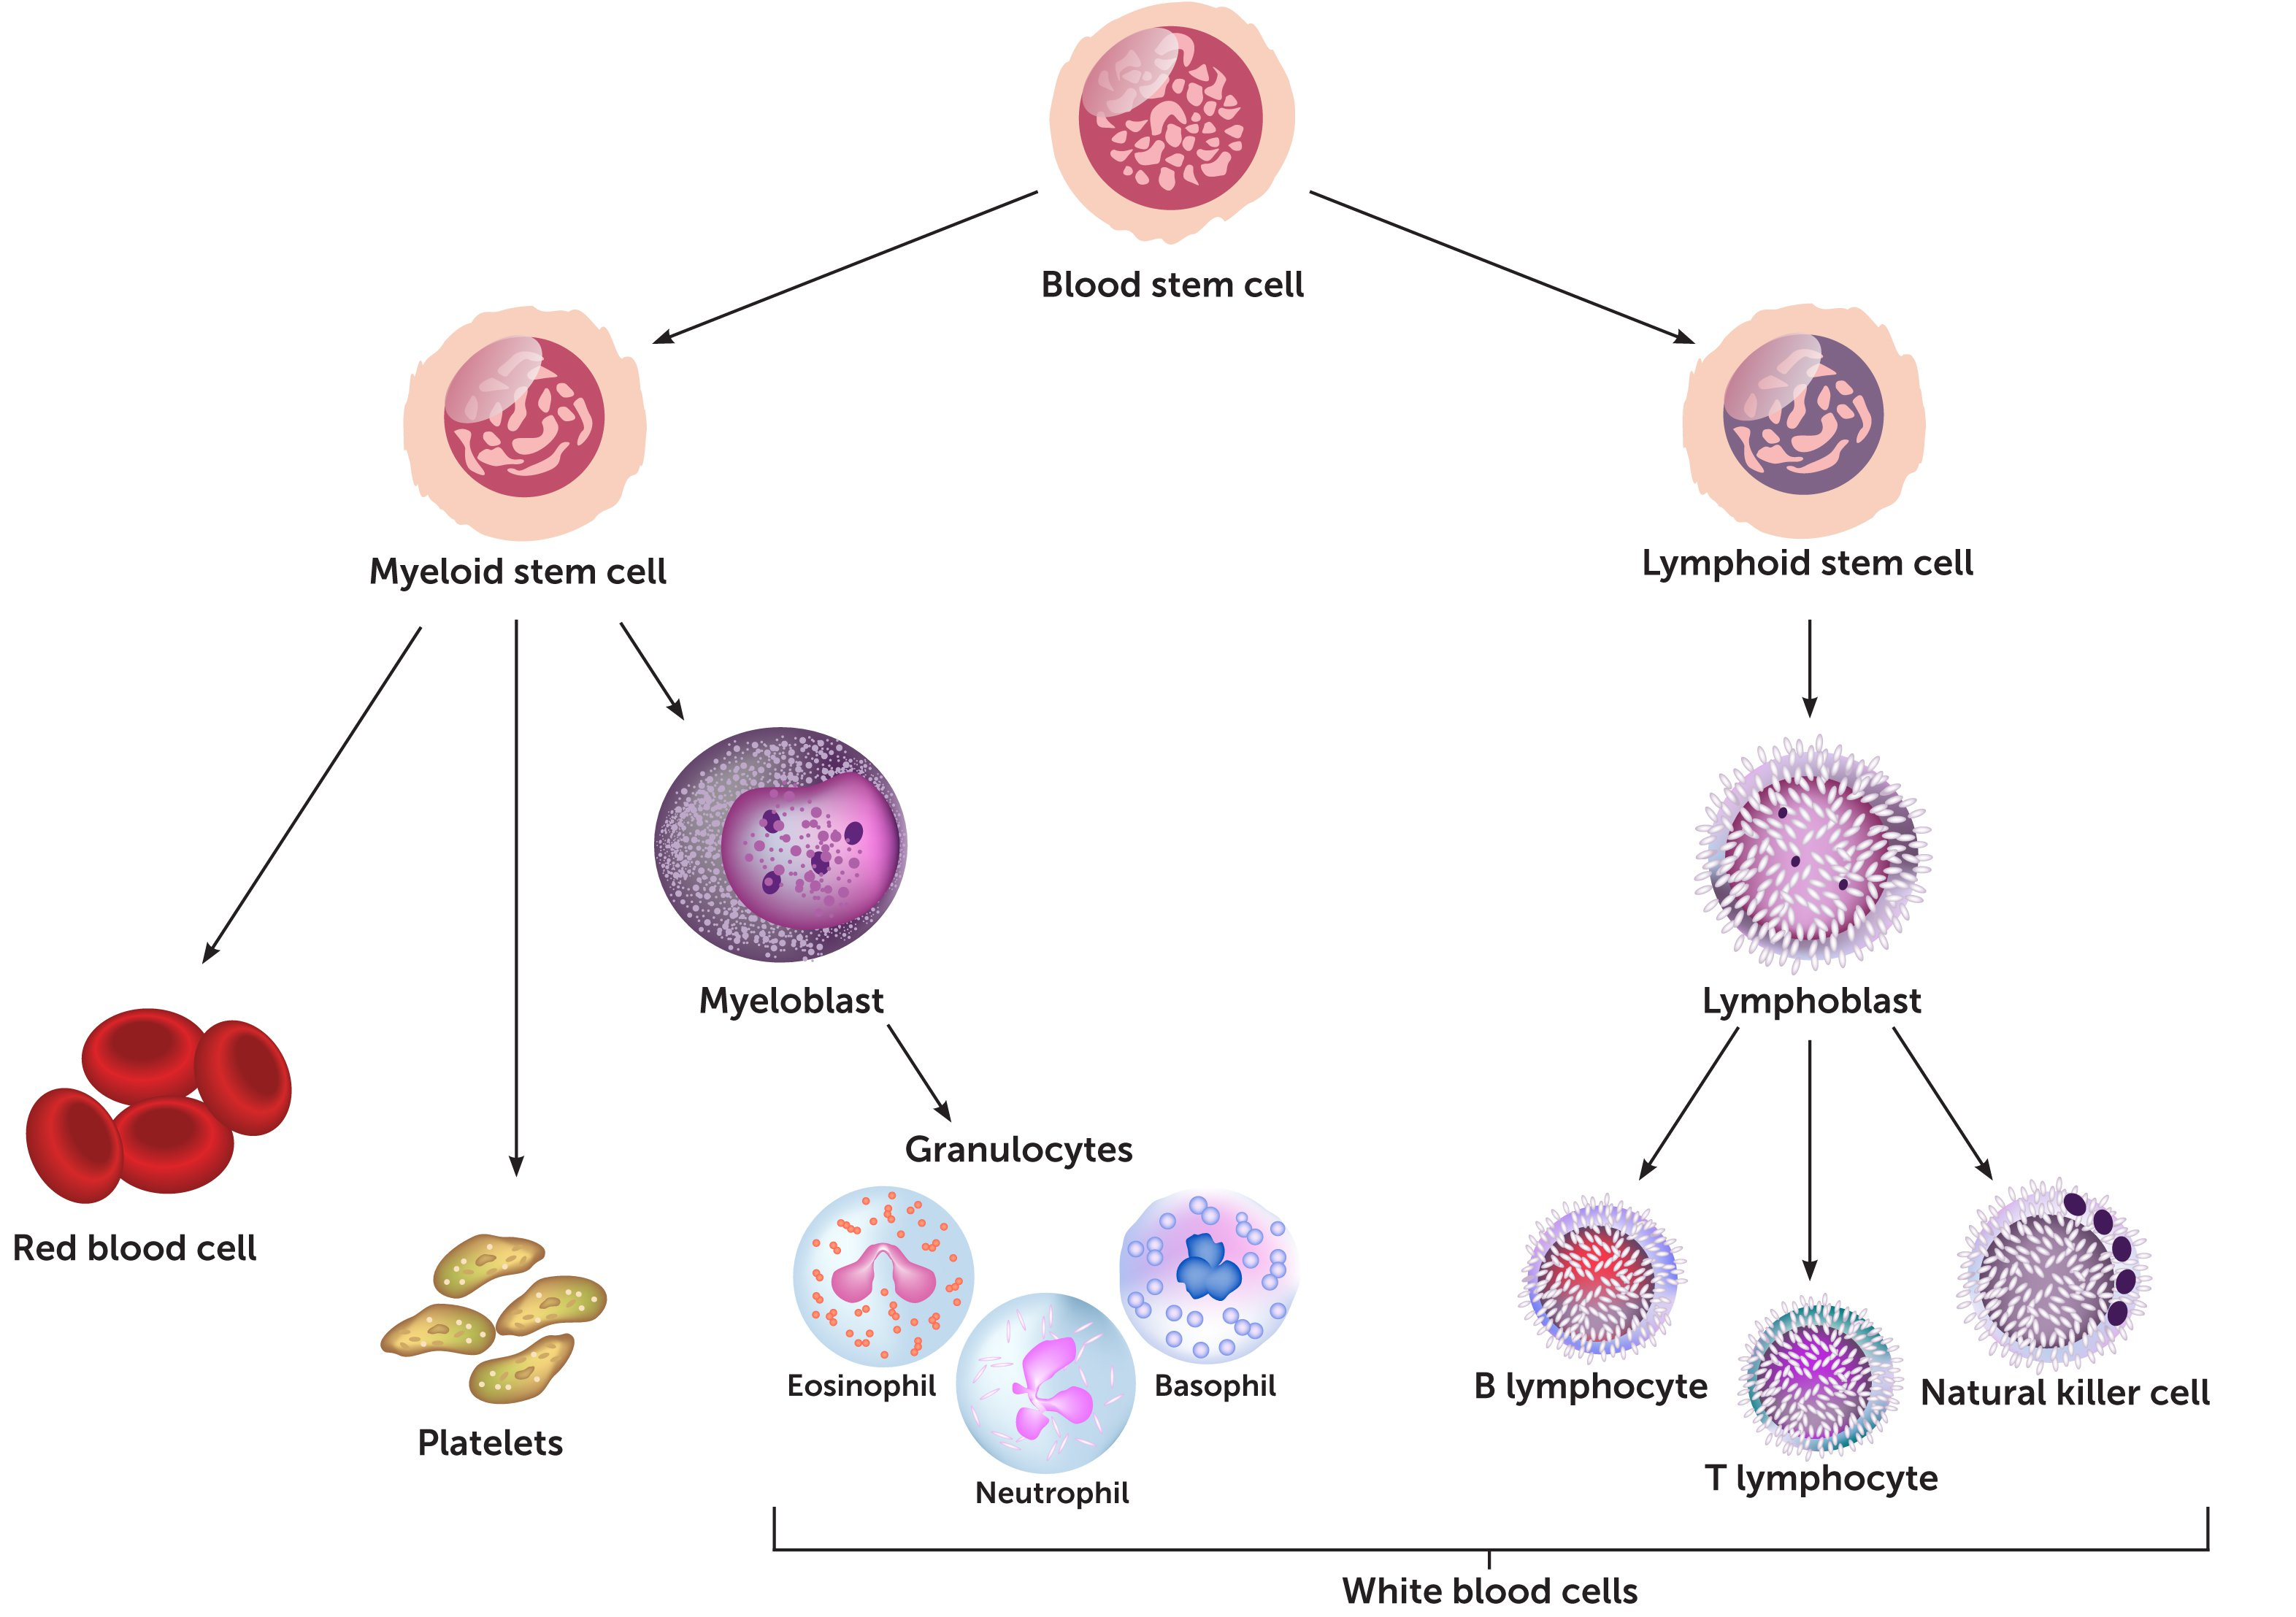 Blood stem cell
Myeloid stem cell
Lymphoid stem cell
Myeloblast
Lymphoblast
Granulocytes
Red blood cell
Eosinophil
Basophil
B lymphocyte
Natural killer cell
Platelets
T lymphocyte
Neutrophil
White blood cells